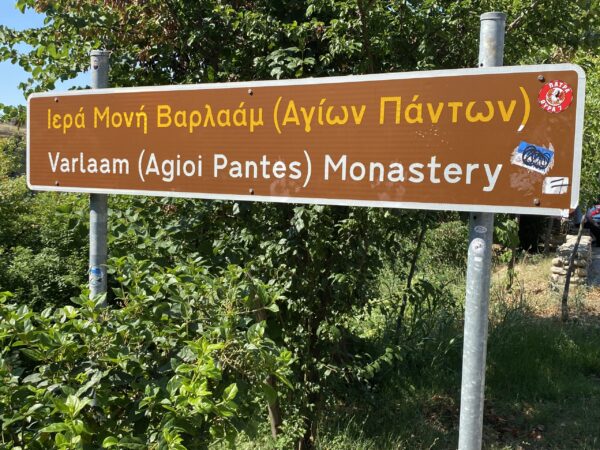 Ιερά Μονή Βαρλαάμ (Αγίων Πάντων)
Varlaam (Agioi Pantes) Monastery